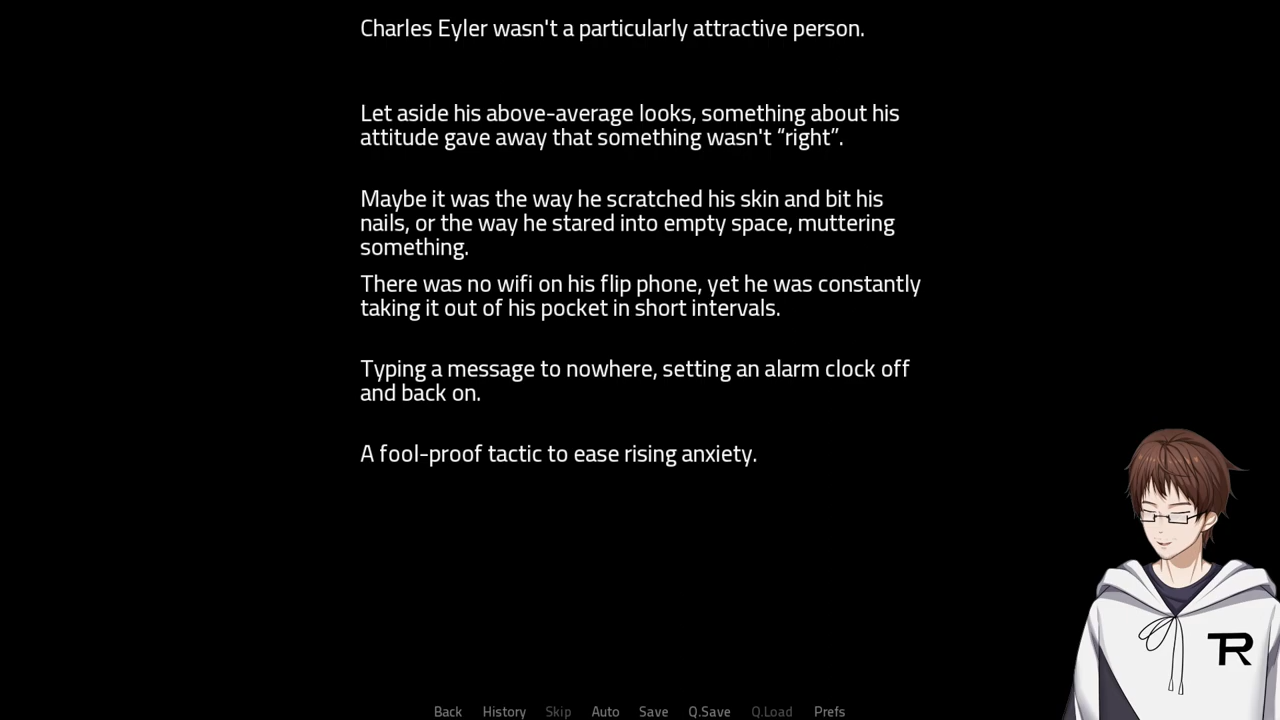 Charles Eyler wasn't a particularly attractive person.
Let aside his above-average looks, something about his
attitude gave away that something wasn't “right”.
Maybe it was the way he scratched his skin and bit his
nails, or the way he stared into empty space, muttering
something.
There was no wifi on his flip phone, yet he was constantly
taking it out of his pocket in short intervals.
Typing a message to nowhere, setting an alarm clock off
and back on.
A fool-proof tactic to ease rising anxiety.
TR
Back History Skip Auto Save Q.Save Q.Load Prefs